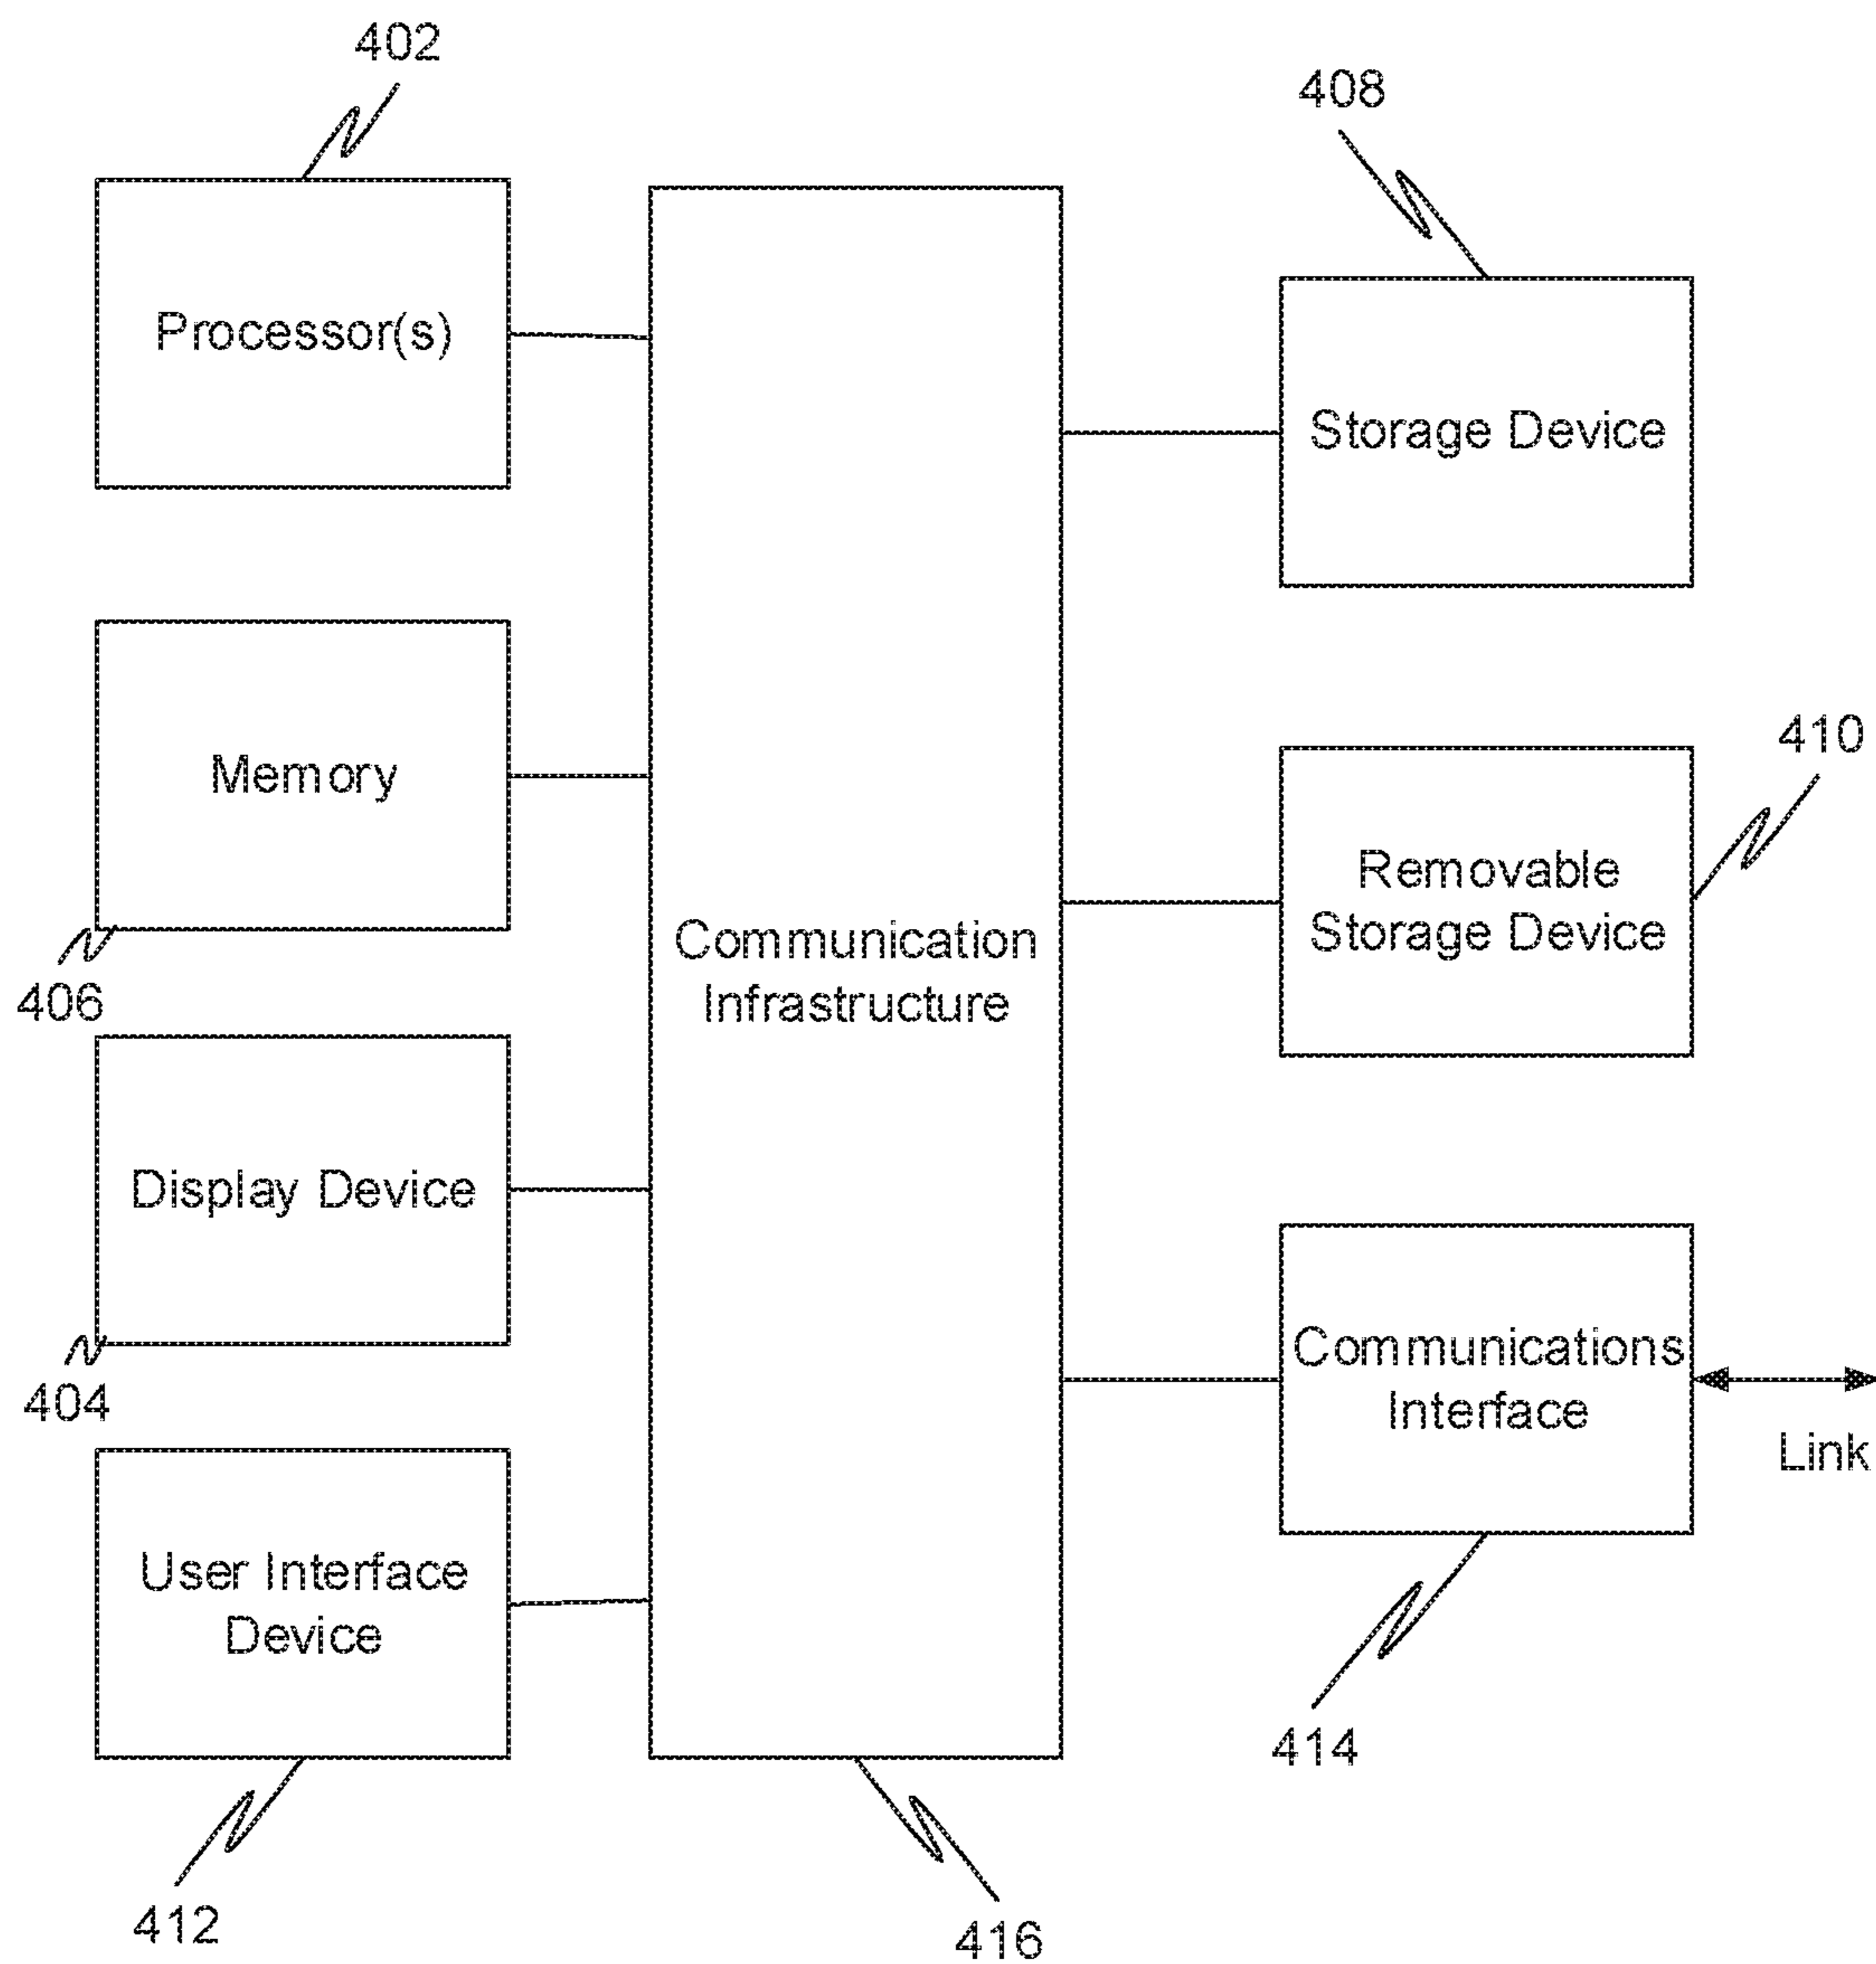 402
408
Processor(s)
Storage Device
410
Memory
Removable
Storage Device
406
Communication
Infrastructure
Display Device
404
Communications
Interface
Link
User Interface
Device
414
412
416